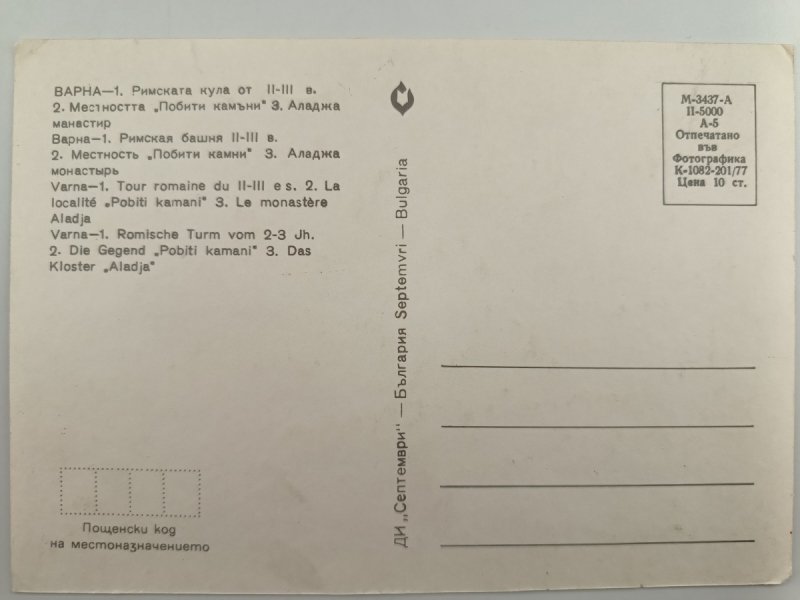 ВАРНА—1. Римската кула от II-III в.
2. Местността „Побити камъни" 3. Аладжа
манастир
Варна—1. Римская башня II-III в.
2. Местность „Побити камни" 3. Аладжа
монастырь
Varna—1. Tour romaine du II-III e s. 2. La
localité „Pobiti kamani" 3. Le monastère
Aladja
Varna—1. Romische Turm vom 2-3 Jh.
2. Die Gegend „Pobiti kamani" 3. Das
Kloster „Aladja"
Пощенски код
на местоназначението
ДИ „Септември" — България Septemvri — Bulgaria
М-3437-А
II-5000
А-5
Отпечатано
във
Фотографика
К-1082-201/77
Цена 10 ст.